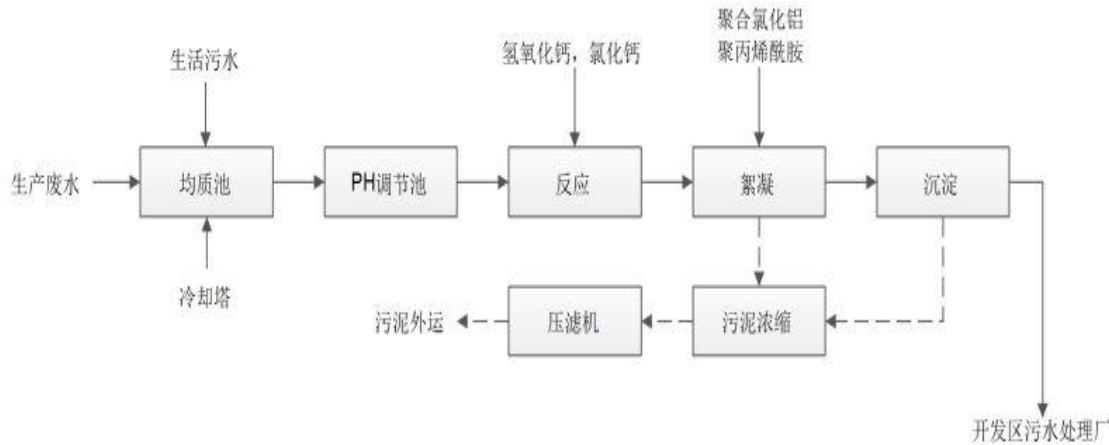 聚合氯化铝
聚丙烯酰胺
生活污水
氢氧化钙，氯化钙
生产废水
均质池
PH调节池
反应
絮凝
沉淀
冷却塔
污泥外运
压滤机
污泥浓缩
开发区污水处理厂